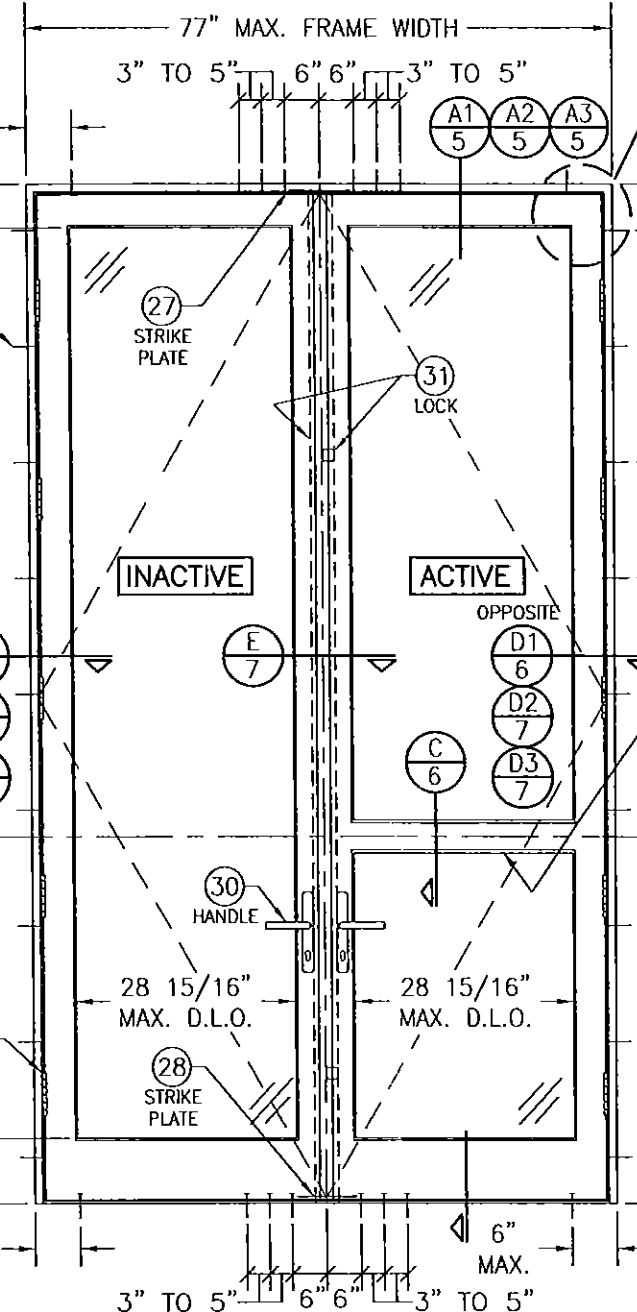 77" MAX. FRAME WIDTH
3" TO 5" 6" 6" 3" TO 5"
A1 A2 A3
5 5 5
27
STRIKE
PLATE
31
LOCK
INACTIVE
ACTIVE
OPPOSITE
E
7
D1
6
D2
7
D3
7
C
6
30
HANDLE
28 15/16"
MAX. D.L.O.
28 15/16"
MAX. D.L.O.
28
STRIKE
PLATE
6"
MAX.
3" TO 5" 6" 6" 3" TO 5"